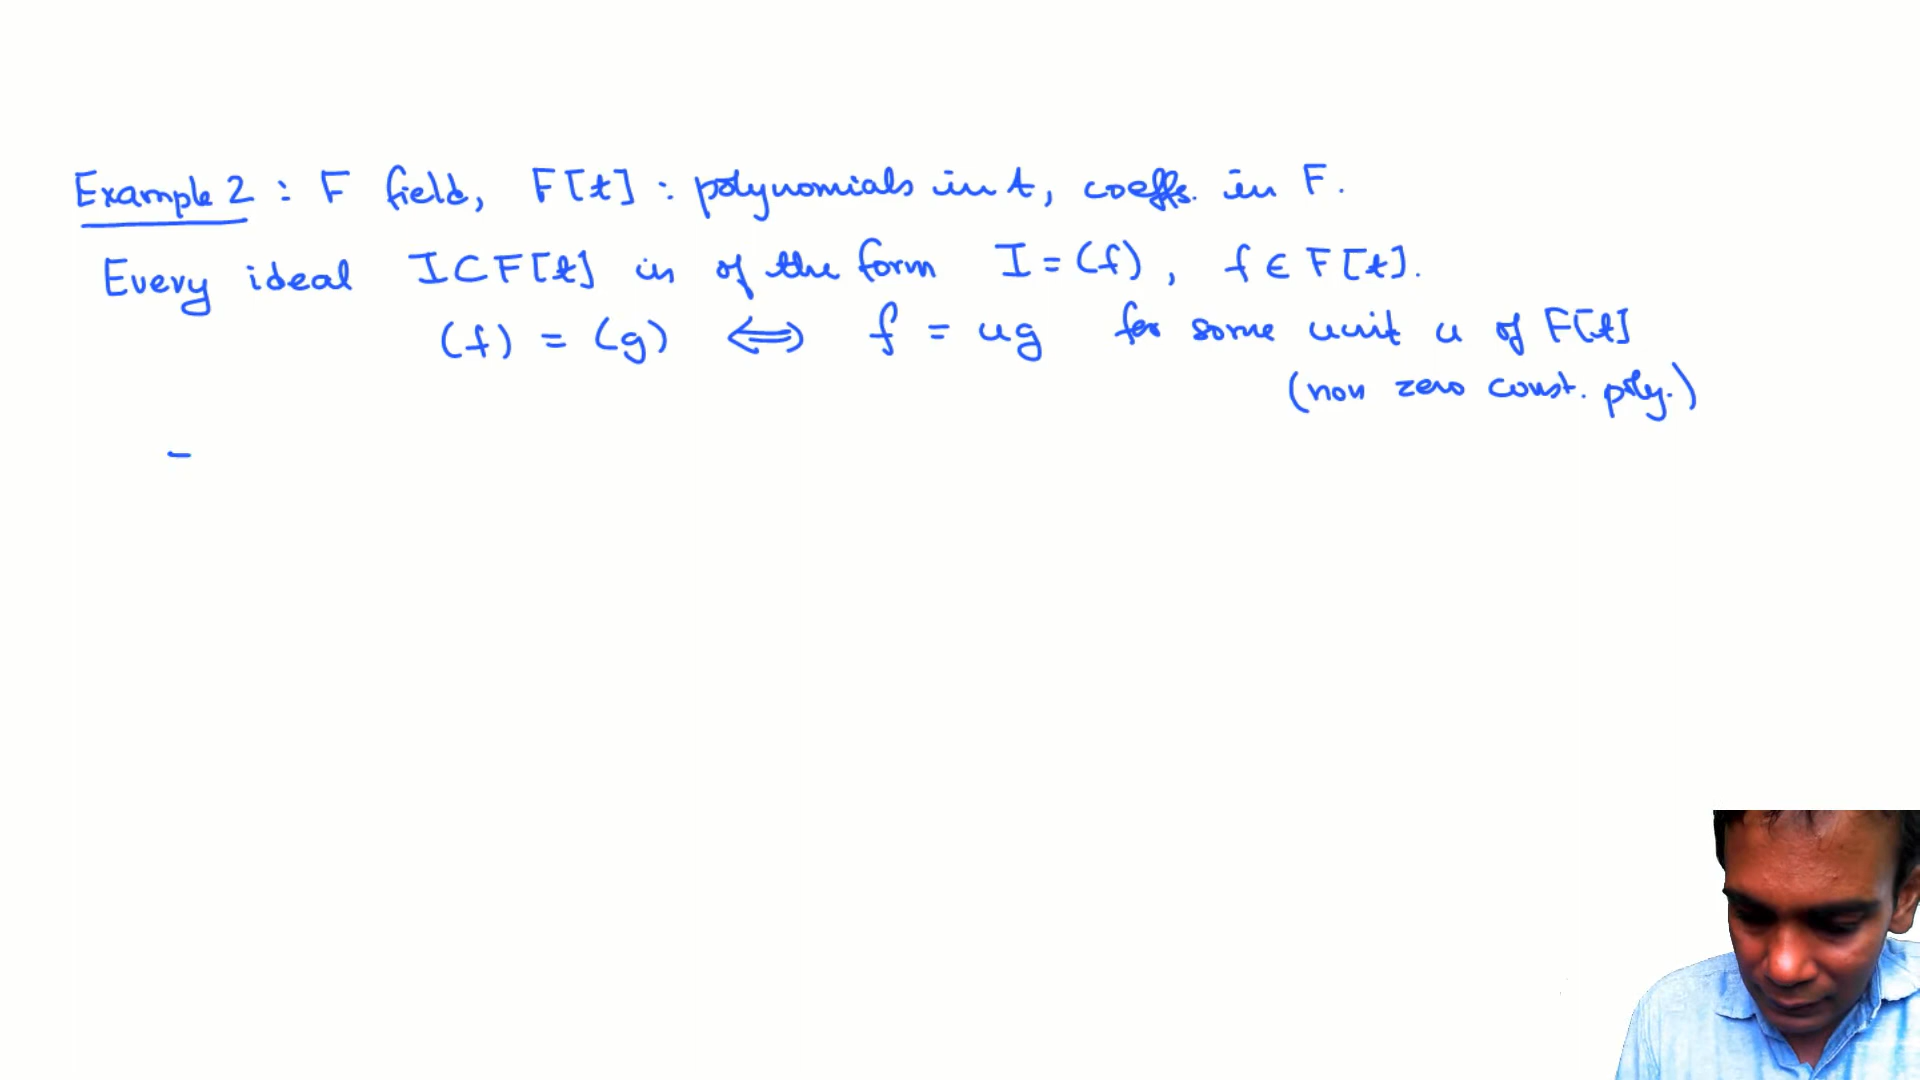 Example 2 : F field, F[t] : polynomials in t, coeffs. in F.
Every ideal I ⊂ F[t] is of the form I = (f), f ∈ F[t].
(f) = (g) ⟺ f = ug for some unit u of F[t]
(non zero const. poly.)